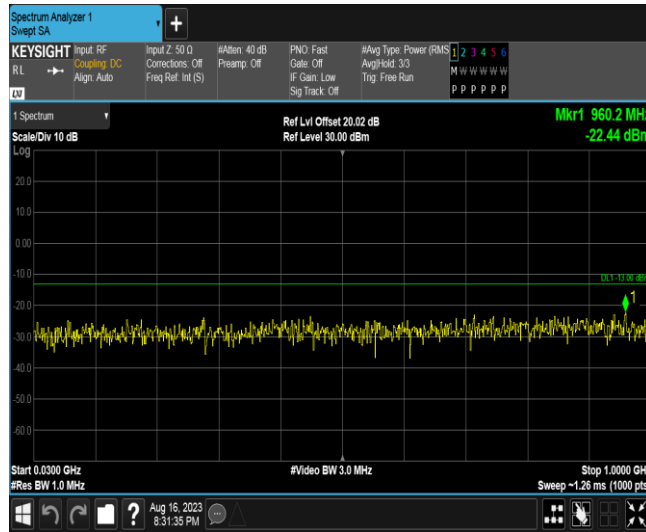 Spectrum Analyzer 1
Swept SA
+
KEYSIGHT
RL
LXI
Input: RF
Coupling: DC
Align: Auto
Input Z: 50 Ω
Corrections: Off
Freq Ref: Int (S)
#Atten: 40 dB
Preamp: Off
PNO: Fast
Gate: Off
IF Gain: Low
Sig Track: Off
#Avg Type: Power (RMS
Avg|Hold: 3/3
Trig: Free Run
1 2 3 4 5 6
M W W W W W
P P P P P P
1 Spectrum
Scale/Div 10 dB
Log
Ref Lvl Offset 20.02 dB
Ref Level 30.00 dBm
Mkr1 960.2 MHz
-22.44 dBm
20.0
10.0
0.00
-10.0
DL1 -13.00 dBm
1
-20.0
-30.0
-40.0
-50.0
-60.0
Start 0.0300 GHz
#Res BW 1.0 MHz
#Video BW 3.0 MHz
Stop 1.0000 GH
Sweep ~1.26 ms (1000 pts
?
Aug 16, 2023
8:31:35 PM